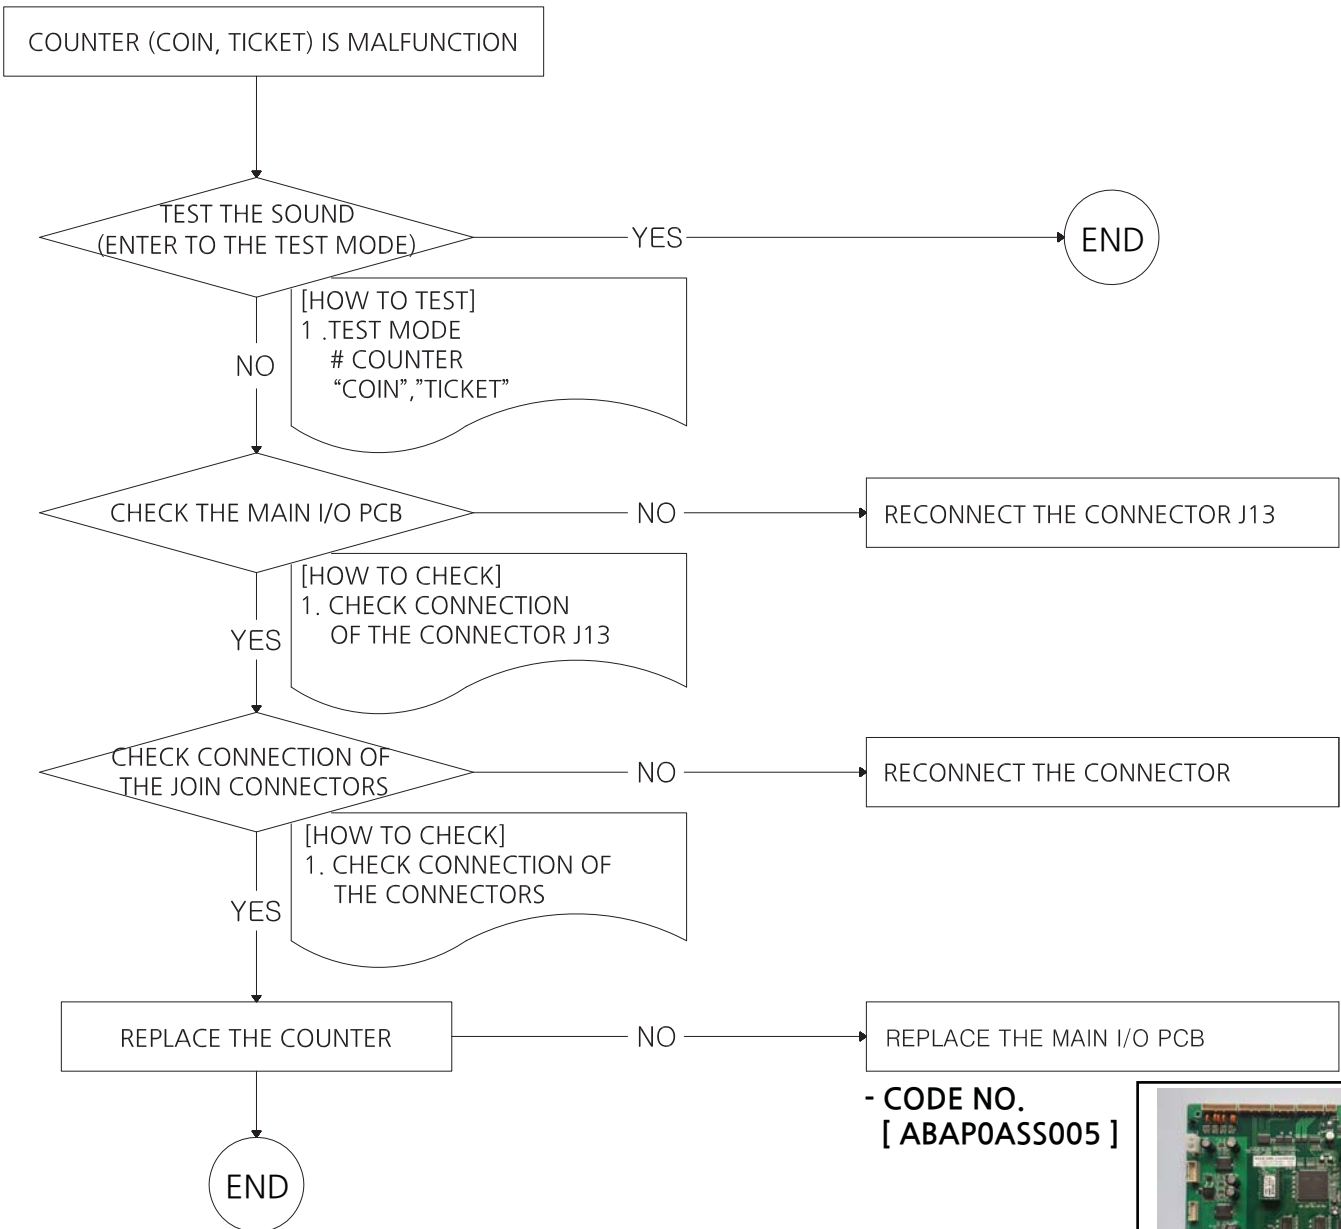 COUNTER (COIN, TICKET) IS MALFUNCTION
TEST THE SOUND
(ENTER TO THE TEST MODE)
YES
END
[HOW TO TEST]
1 .TEST MODE
# COUNTER
“COIN”,”TICKET”
NO
CHECK THE MAIN I/O PCB
NO
RECONNECT THE CONNECTOR J13
[HOW TO CHECK]
1. CHECK CONNECTION
OF THE CONNECTOR J13
YES
CHECK CONNECTION OF
THE JOIN CONNECTORS
NO
RECONNECT THE CONNECTOR
[HOW TO CHECK]
1. CHECK CONNECTION OF
THE CONNECTORS
YES
REPLACE THE COUNTER
NO
REPLACE THE MAIN I/O PCB
- CODE NO.
[ ABAP0ASS005 ]
END